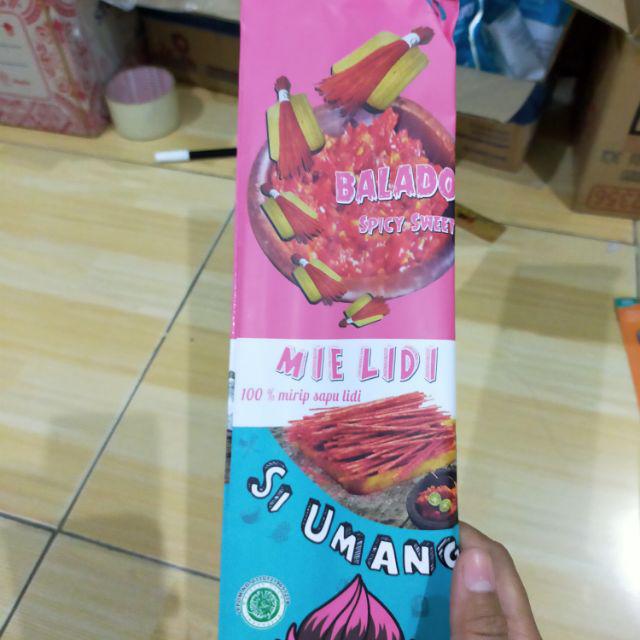 BALADO
SPICY SWEET
MIE LIDI
100 % mirip sapu lidi
SI UMANG